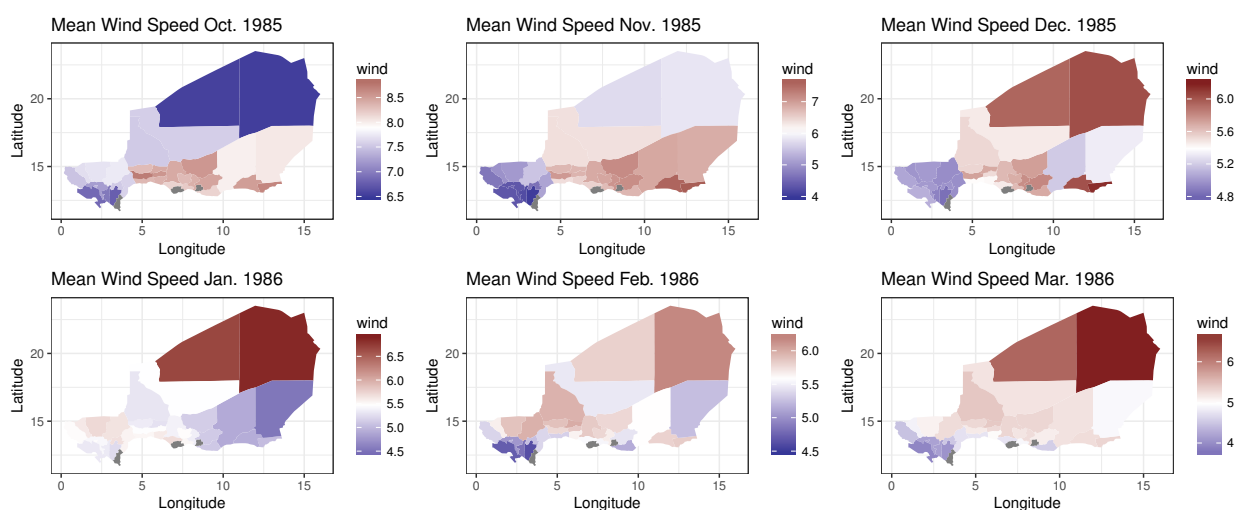 Mean Wind Speed Oct. 1985
Latitude
20
15
0
5
10
15
Longitude
wind
8.5
8.0
7.5
7.0
6.5
Mean Wind Speed Nov. 1985
Latitude
20
15
0
5
10
15
Longitude
wind
7
6
5
4
Mean Wind Speed Dec. 1985
Latitude
20
15
0
5
10
15
Longitude
wind
6.0
5.6
5.2
4.8
Mean Wind Speed Jan. 1986
Latitude
20
15
0
5
10
15
Longitude
wind
6.5
6.0
5.5
5.0
4.5
Mean Wind Speed Feb. 1986
Latitude
20
15
0
5
10
15
Longitude
wind
6.0
5.5
5.0
4.5
Mean Wind Speed Mar. 1986
Latitude
20
15
0
5
10
15
Longitude
wind
6
5
4